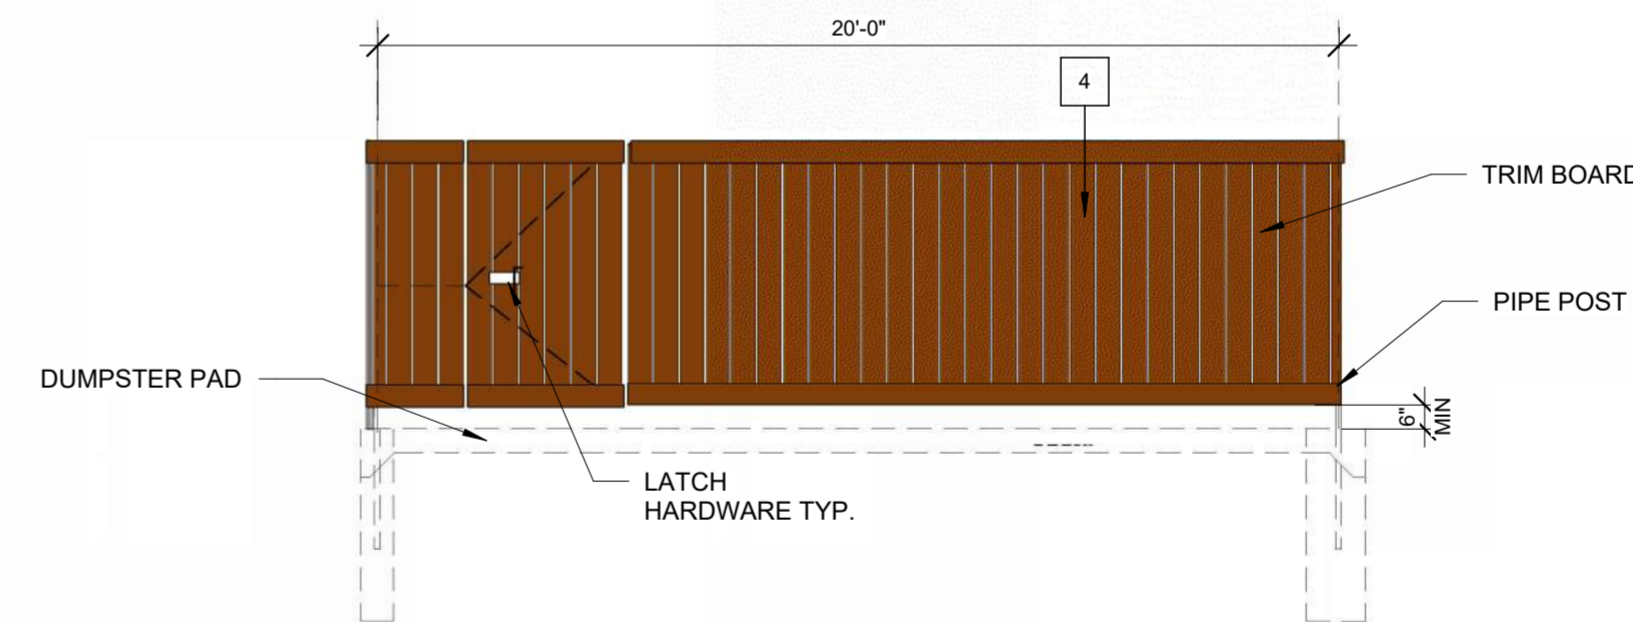 20'-0"
4
TRIM BOARD
PIPE POST
DUMPSTER PAD
6"
MIN
LATCH
HARDWARE TYP.